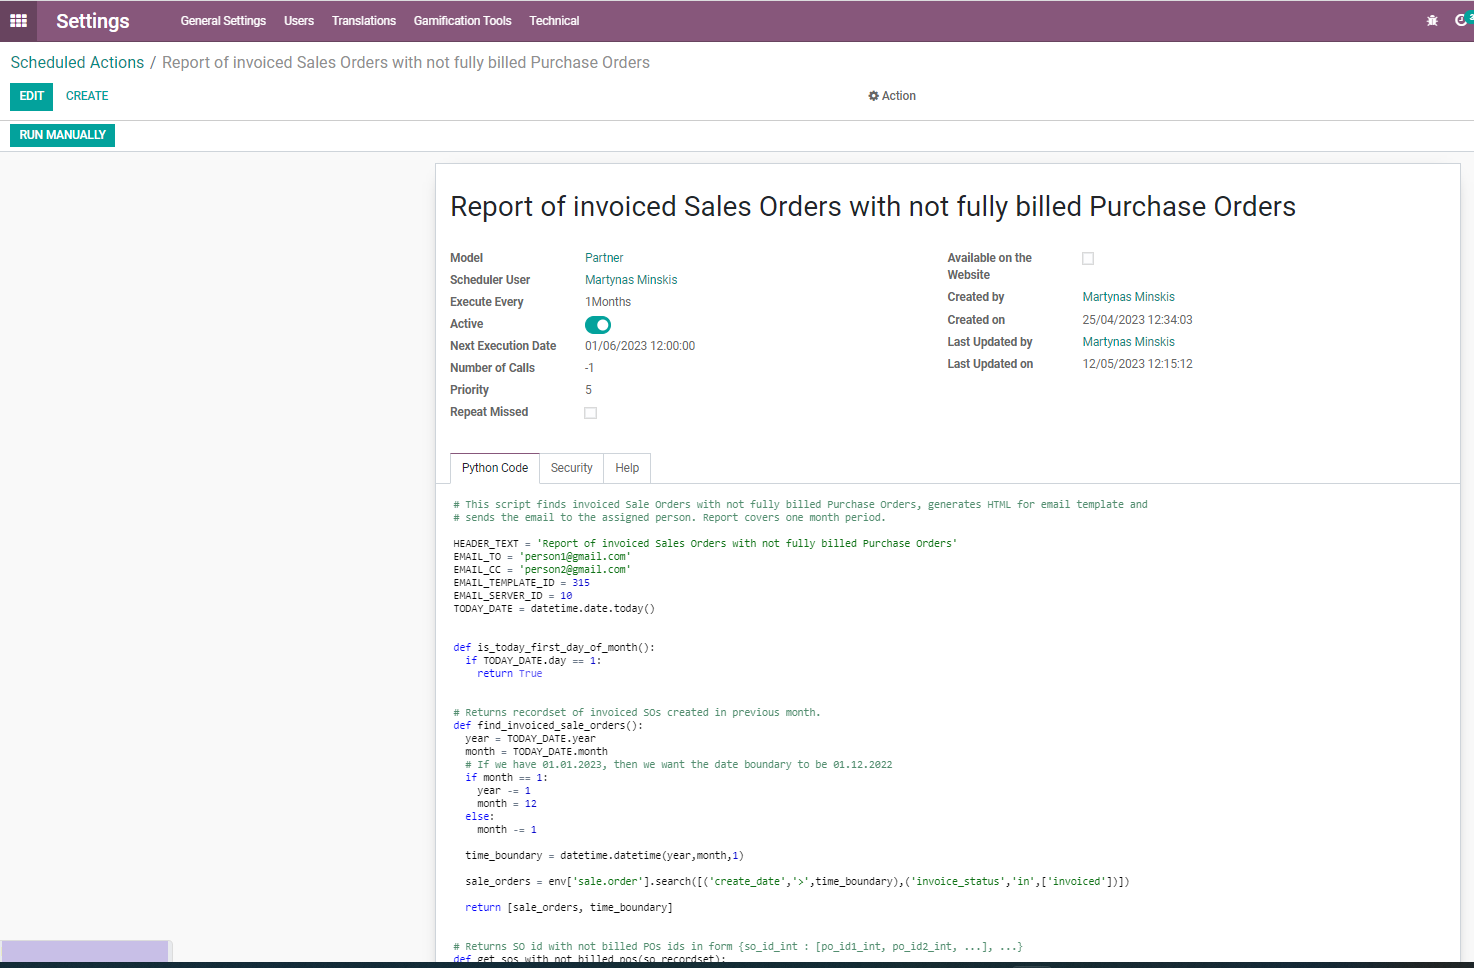 Settings General Settings Users Translations Gamification Tools Technical
Scheduled Actions / Report of invoiced Sales Orders with not fully billed Purchase Orders
EDIT CREATE Action
RUN MANUALLY
Report of invoiced Sales Orders with not fully billed Purchase Orders
Model Partner
Scheduler User Martynas Minskis
Execute Every 1Months
Active
Next Execution Date 01/06/2023 12:00:00
Number of Calls -1
Priority 5
Repeat Missed
Available on the
Website
Created by Martynas Minskis
Created on 25/04/2023 12:34:03
Last Updated by Martynas Minskis
Last Updated on 12/05/2023 12:15:12
Python Code Security Help
# This script finds invoiced Sale Orders with not fully billed Purchase Orders, generates HTML for email template and
# sends the email to the assigned person. Report covers one month period.
HEADER_TEXT = 'Report of invoiced Sales Orders with not fully billed Purchase Orders'
EMAIL_TO = 'person1@gmail.com'
EMAIL_CC = 'person2@gmail.com'
EMAIL_TEMPLATE_ID = 315
EMAIL_SERVER_ID = 10
TODAY_DATE = datetime.date.today()
def is_today_first_day_of_month():
if TODAY_DATE.day == 1:
return True
# Returns recordset of invoiced SOs created in previous month.
def find_invoiced_sale_orders():
year = TODAY_DATE.year
month = TODAY_DATE.month
# If we have 01.01.2023, then we want the date boundary to be 01.12.2022
if month == 1:
year -= 1
month = 12
else:
month -= 1
time_boundary = datetime.datetime(year,month,1)
sale_orders = env['sale.order'].search([('create_date','>',time_boundary),('invoice_status','in',['invoiced'])])
return [sale_orders, time_boundary]
# Returns SO id with not billed POs ids in form {so_id_int : [po_id1_int, po_id2_int, ...], ...}
def get_sos_with_not_billed_pos(so_recordset):